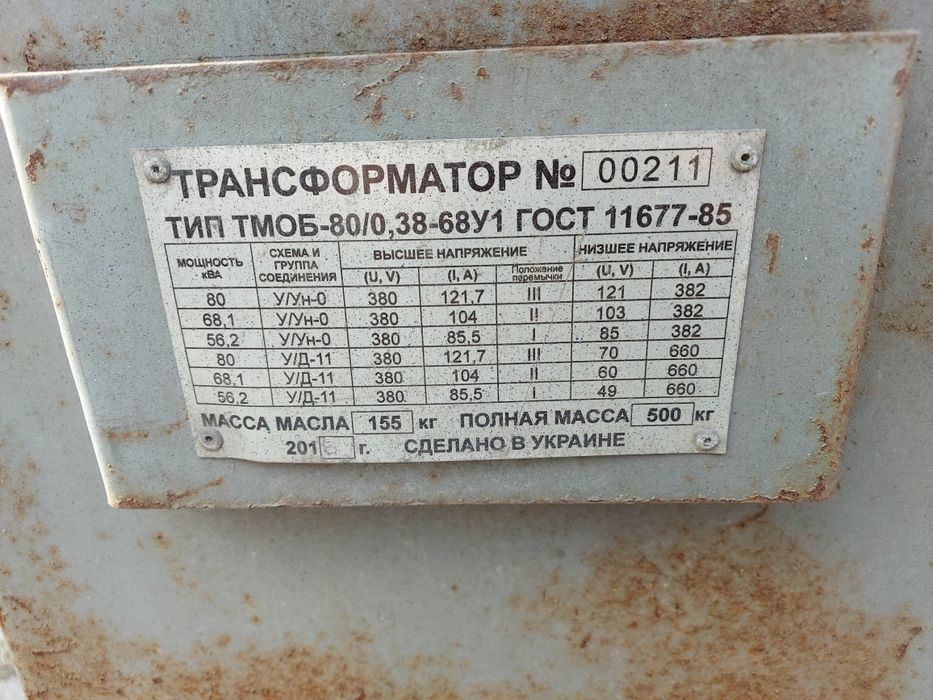 ТРАНСФОРМАТОР № 00211
ТИП ТМОБ-80/0,38-68У1 ГОСТ 11677-85
МОЩНОСТЬ кВА СХЕМА И ГРУППА СОЕДИНЕНИЯ ВЫСШЕЕ НАПРЯЖЕНИЕ НИЗШЕЕ НАПРЯЖЕНИЕ
(U, V) (I, A) Положение перемычки (U, V) (I, A)
80 У/Ун-0 380 121,7 III 121 382
68,1 У/Ун-0 380 104 II 103 382
56,2 У/Ун-0 380 85,5 I 85 382
80 У/Д-11 380 121,7 III 70 660
68,1 У/Д-11 380 104 II 60 660
56,2 У/Д-11 380 85,5 I 49 660
МАССА МАСЛА 155 кг ПОЛНАЯ МАССА 500 кг
г. СДЕЛАНО В УКРАИНЕ